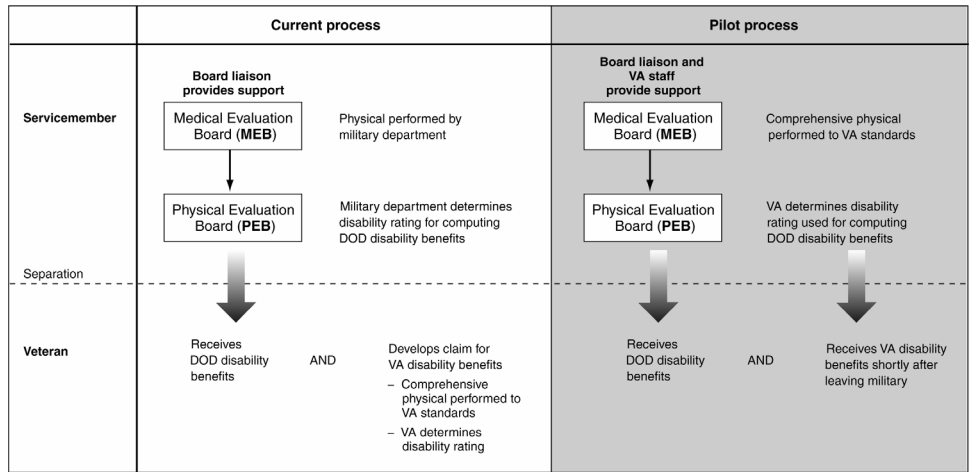 Current process
Pilot process
Servicemember
Board liaison
provides support
Medical Evaluation
Board (MEB)
Physical performed by
military department
Physical Evaluation
Board (PEB)
Military department determines
disability rating for computing
DOD disability benefits
Board liaison and
VA staff
provide support
Medical Evaluation
Board (MEB)
Comprehensive physical
performed to VA standards
Physical Evaluation
Board (PEB)
VA determines disability
rating used for computing
DOD disability benefits
Separation
Veteran
Receives
DOD disability
benefits
AND
Develops claim for
VA disability benefits
– Comprehensive
physical performed to
VA standards
– VA determines
disability rating
Receives
DOD disability
benefits
AND
Receives VA disability
benefits shortly after
leaving military